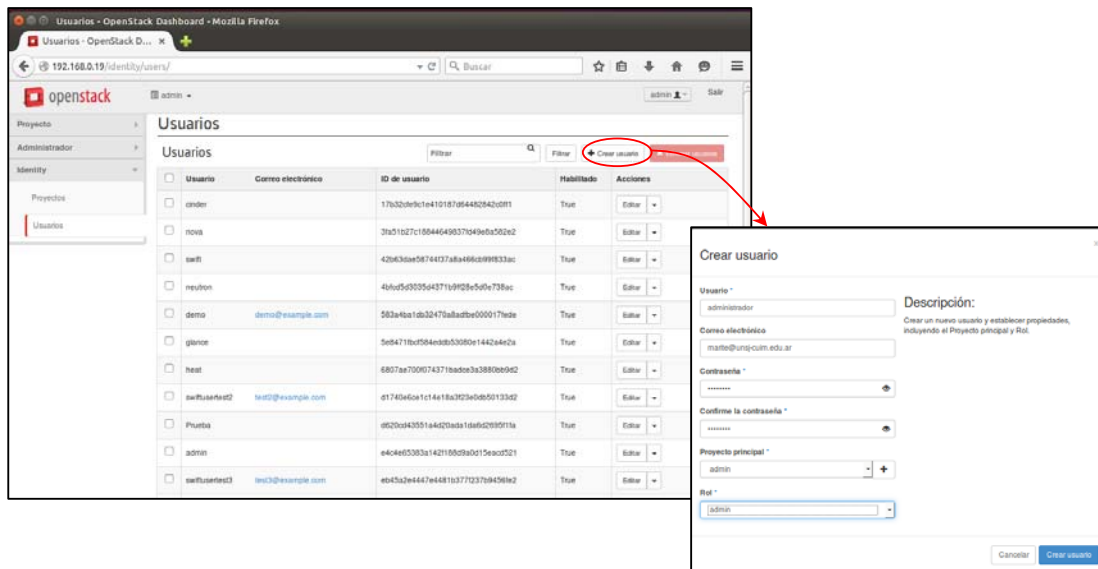 Usuarios - OpenStack Dashboard - Mozilla Firefox
Usuarios - OpenStack D... ×
192.168.0.19/identity/users/
Buscar
openstack
admin
admin
Salir
Proyecto
Administrador
Identity
Proyectos
Usuarios
Usuarios
Usuarios
Filtrar
Filtrar
+ Crear usuario
Usuario Correo electrónico ID de usuario Habilitado Acciones
cinder True Editar
nova True Editar
swift True Editar
neutron True Editar
demo demo@example.com True Editar
glance True Editar
heat True Editar
swiftusertest2 test2@example.com True Editar
Prueba True Editar
admin True Editar
swiftusertest3 test3@example.com True Editar
Crear usuario
×
Usuario *
administrador
Correo electrónico
Contraseña *
Confirme la contraseña *
Proyecto principal *
admin
+
Rol *
admin
Descripción:
Crear un nuevo usuario y establecer propiedades,
incluyendo el Proyecto principal y Rol.
Cancelar
Crear usuario